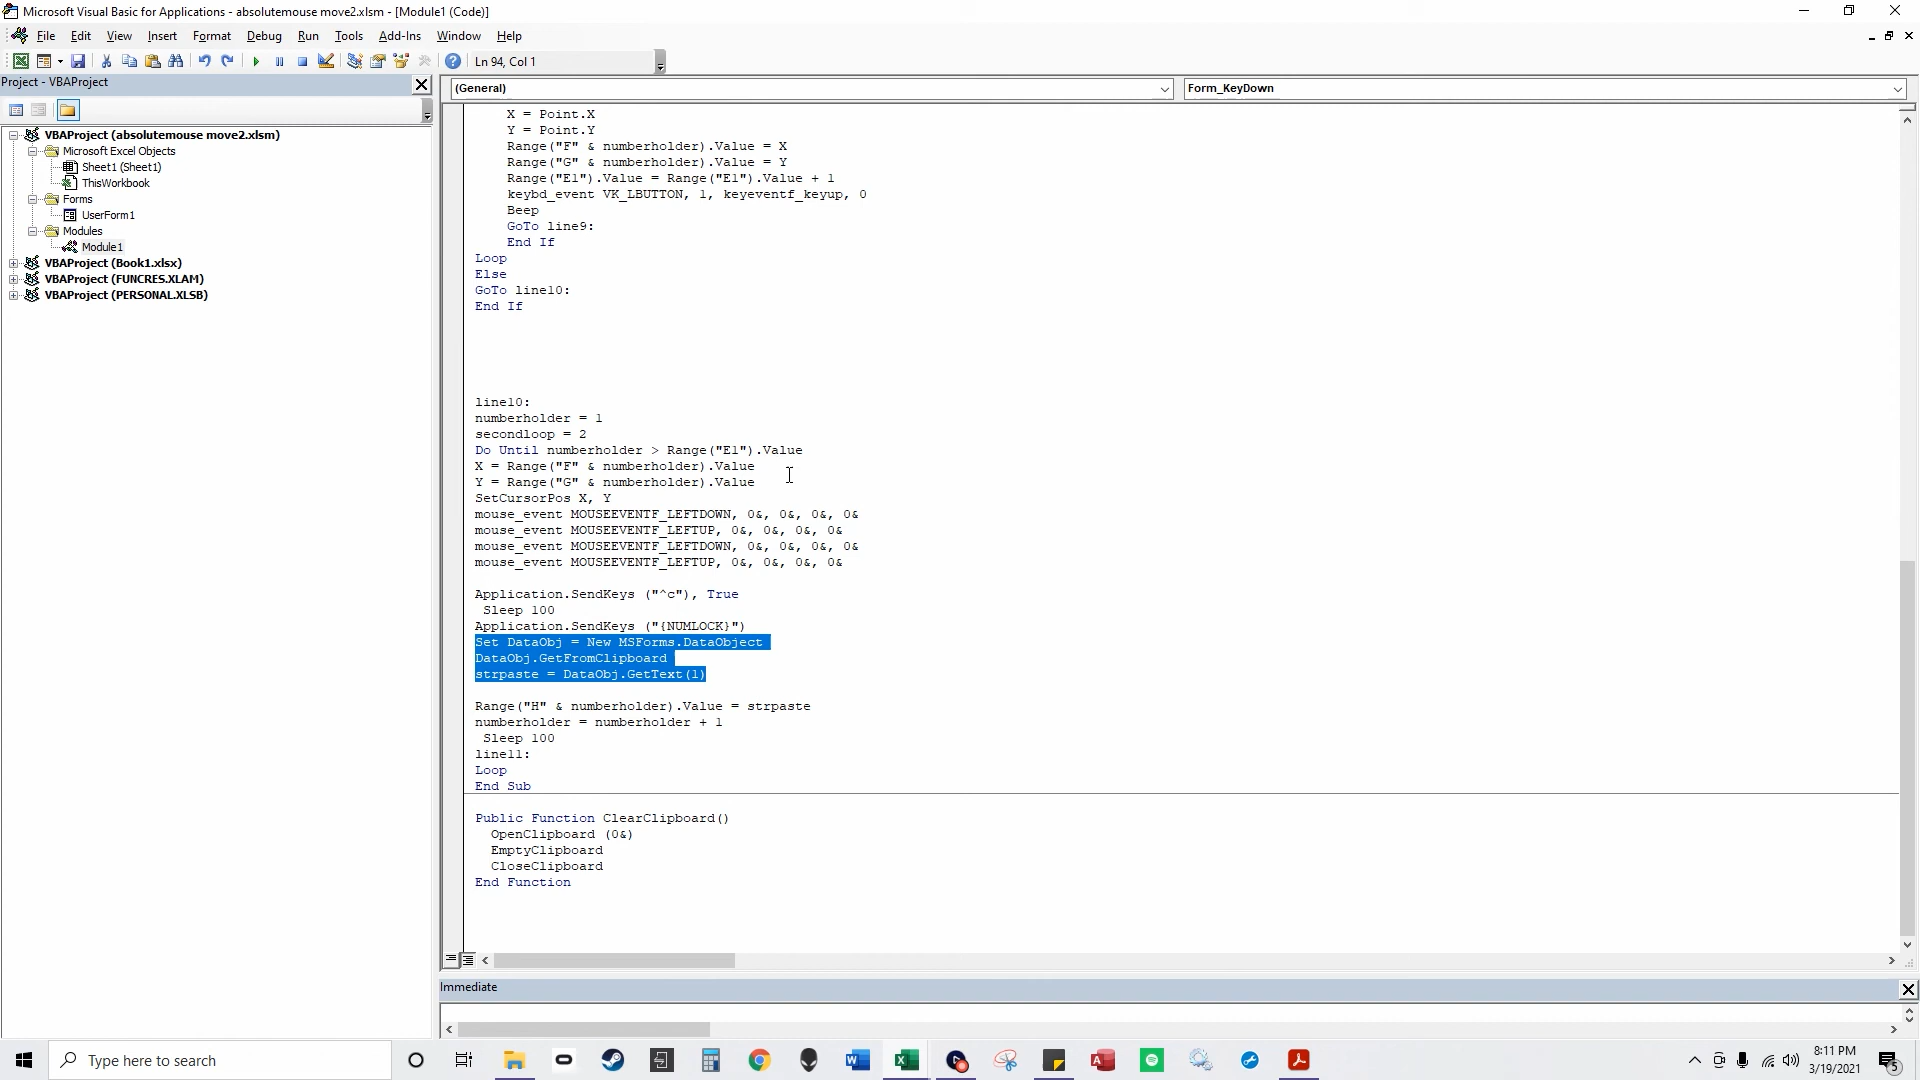 Microsoft Visual Basic for Applications - absolutemouse move2.xlsm - [Module1 (Code)]
File Edit View Insert Format Debug Run Tools Add-Ins Window Help
Ln 94, Col 1
Project - VBAProject
VBAProject (absolutemouse move2.xlsm)
Microsoft Excel Objects
Sheet1 (Sheet1)
ThisWorkbook
Forms
UserForm1
Modules
Module1
VBAProject (Book1.xlsx)
VBAProject (FUNCRES.XLAM)
VBAProject (PERSONAL.XLSB)
(General)
Form_KeyDown
X = Point.X
Y = Point.Y
Range("F" & numberholder).Value = X
Range("G" & numberholder).Value = Y
Range("E1").Value = Range("E1").Value + 1
keybd_event VK_LBUTTON, 1, keyeventf_keyup, 0
Beep
GoTo line9:
End If
Loop
Else
GoTo line10:
End If
line10:
numberholder = 1
secondloop = 2
Do Until numberholder > Range("E1").Value
X = Range("F" & numberholder).Value
Y = Range("G" & numberholder).Value
SetCursorPos X, Y
mouse_event MOUSEEVENTF_LEFTDOWN, 0&, 0&, 0&, 0&
mouse_event MOUSEEVENTF_LEFTUP, 0&, 0&, 0&, 0&
mouse_event MOUSEEVENTF_LEFTDOWN, 0&, 0&, 0&, 0&
mouse_event MOUSEEVENTF_LEFTUP, 0&, 0&, 0&, 0&
Application.SendKeys ("^c"), True
Sleep 100
Application.SendKeys ("{NUMLOCK}")
Set DataObj = New MSForms.DataObject
DataObj.GetFromClipboard
strpaste = DataObj.GetText(1)
Range("H" & numberholder).Value = strpaste
numberholder = numberholder + 1
Sleep 100
line11:
Loop
End Sub
Public Function ClearClipboard()
OpenClipboard (0&)
EmptyClipboard
CloseClipboard
End Function
Immediate
Type here to search
8:11 PM
3/19/2021
5